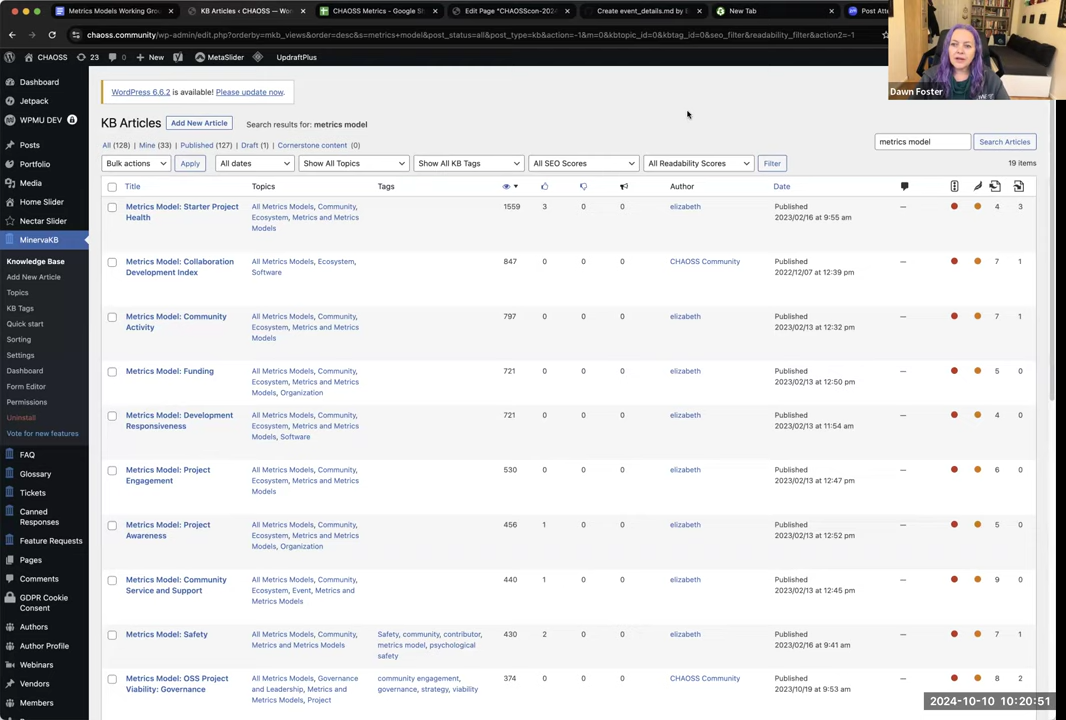 Metrics Models Working Grou
KB Articles ‹ CHAOSS — Wor
CHAOSS Metrics - Google Sh
Edit Page "CHAOSScon-2024
Create event_details.md by E
New Tab
Post Atte
chaoss.community/wp-admin/edit.php?orderby=mkb_views&order=desc&s=metrics+model&post_status=all&post_type=kb&action=-1&m=0&kbtopic_id=0&kbtag_id=0&seo_filter&readability_filter&action2=-1
CHAOSS 23 0 + New MetaSlider UpdraftPlus
Dashboard
Jetpack
WPMU DEV
Posts
Portfolio
Media
Home Slider
Nectar Slider
MinervaKB
Knowledge Base
Add New Article
Topics
KB Tags
Quick start
Sorting
Settings
Dashboard
Form Editor
Permissions
Uninstall
Vote for new features
FAQ
Glossary
Tickets
Canned
Responses
Feature Requests
Pages
Comments
GDPR Cookie
Consent
Authors
Author Profile
Webinars
Vendors
Members
Dawn Foster
WordPress 6.6.2 is available! Please update now.
KB Articles Add New Article Search results for: metrics model
All (128) | Mine (33) | Published (127) | Draft (1) | Cornerstone content (0)
metrics model Search Articles
Bulk actions Apply All dates Show All Topics Show All KB Tags All SEO Scores All Readability Scores Filter 19 items
Title Topics Tags Author Date
Metrics Model: Starter Project
Health
All Metrics Models, Community,
Ecosystem, Metrics and Metrics
Models
1559 3 0 0 elizabeth
Published
2023/02/16 at 9:55 am
— 4 3
Metrics Model: Collaboration
Development Index
All Metrics Models, Ecosystem,
Software
847 0 0 0 CHAOSS Community
Published
2022/12/07 at 12:39 pm
— 7 1
Metrics Model: Community
Activity
All Metrics Models, Community,
Ecosystem, Metrics and Metrics
Models
797 0 0 0 elizabeth
Published
2023/02/13 at 12:32 pm
— 7 1
Metrics Model: Funding
All Metrics Models, Community,
Ecosystem, Metrics and Metrics
Models, Organization
721 0 0 0 elizabeth
Published
2023/02/13 at 12:50 pm
— 5 0
Metrics Model: Development
Responsiveness
All Metrics Models, Community,
Ecosystem, Metrics and Metrics
Models, Software
721 0 0 0 elizabeth
Published
2023/02/13 at 11:54 am
— 4 0
Metrics Model: Project
Engagement
All Metrics Models, Community,
Ecosystem, Metrics and Metrics
Models
530 0 0 0 elizabeth
Published
2023/02/13 at 12:47 pm
— 6 0
Metrics Model: Project
Awareness
All Metrics Models, Community,
Ecosystem, Metrics and Metrics
Models, Organization
456 1 0 0 elizabeth
Published
2023/02/13 at 12:52 pm
— 5 0
Metrics Model: Community
Service and Support
All Metrics Models, Community,
Ecosystem, Event, Metrics and
Metrics Models
440 1 0 0 elizabeth
Published
2023/02/13 at 12:45 pm
— 9 0
Metrics Model: Safety
All Metrics Models, Community,
Metrics and Metrics Models
Safety, community, contributor,
metrics model, psychological
safety
430 2 0 0 elizabeth
Published
2023/02/16 at 9:41 am
— 7 1
Metrics Model: OSS Project
Viability: Governance
All Metrics Models, Governance
and Leadership, Metrics and
Metrics Models, Project
community engagement,
governance, strategy, viability
374 0 0 0 CHAOSS Community
Published
2023/10/19 at 9:53 am
— 8 2
2024-10-10 10:20:51